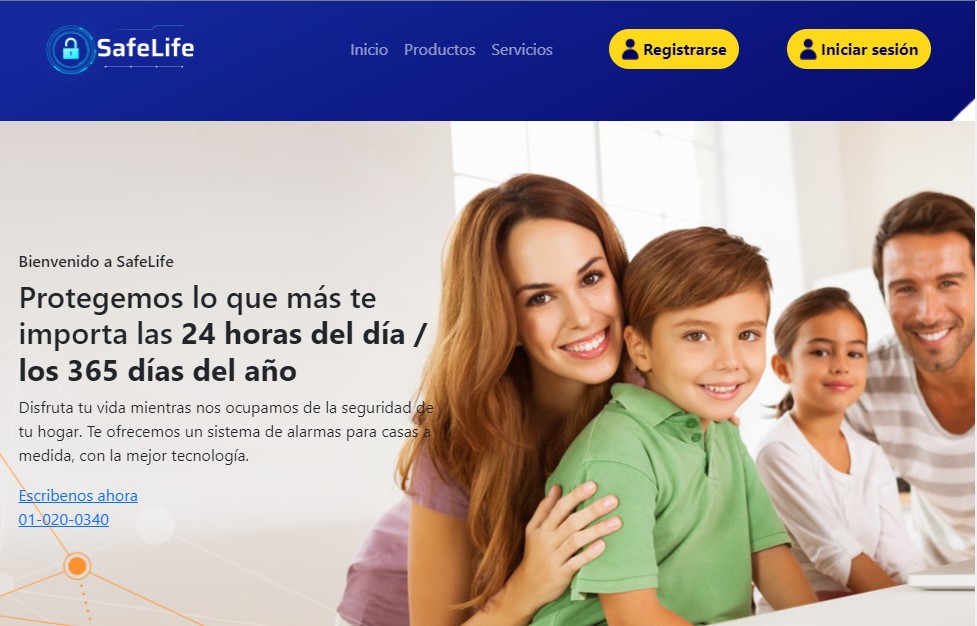 SafeLife
Inicio Productos Servicios Registrarse Iniciar sesión
Bienvenido a SafeLife
Protegemos lo que más te
importa las 24 horas del día /
los 365 días del año
Disfruta tu vida mientras nos ocupamos de la seguridad de
tu hogar. Te ofrecemos un sistema de alarmas para casas a
medida, con la mejor tecnología.
Escribenos ahora
01-020-0340